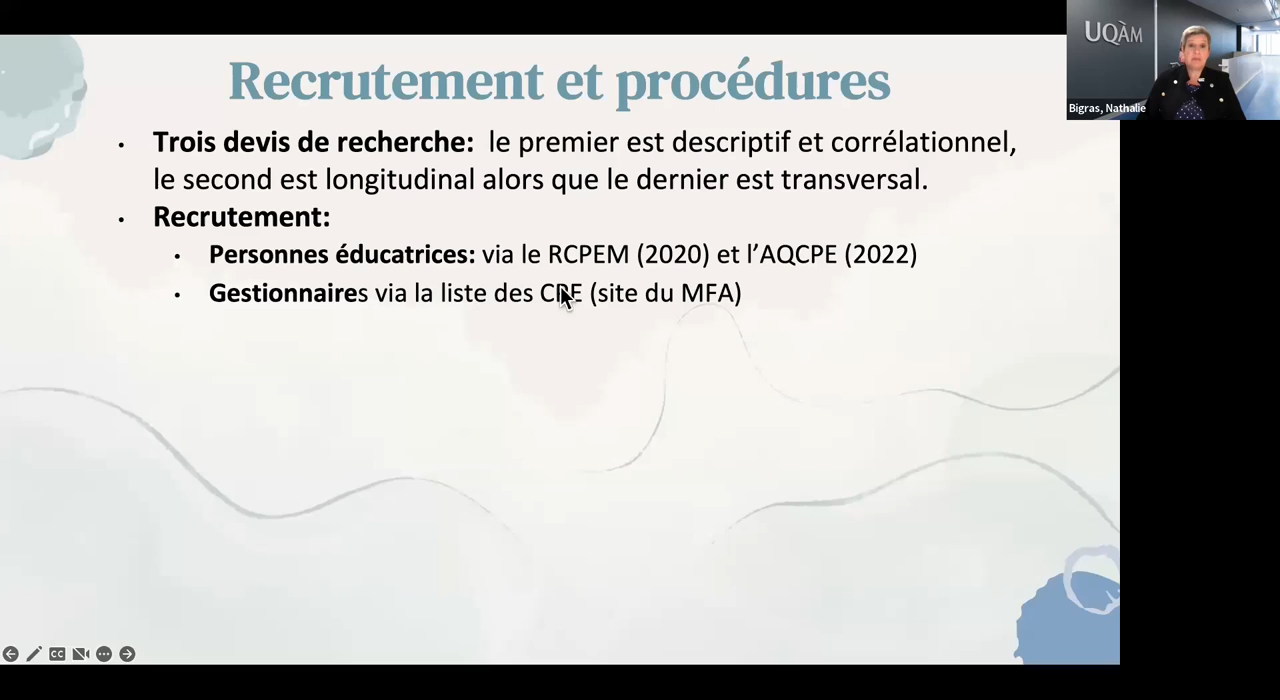 Recrutement et procédures
• Trois devis de recherche: le premier est descriptif et corrélationnel,
le second est longitudinal alors que le dernier est transversal.
• Recrutement:
• Personnes éducatrices: via le RCPEM (2020) et l'AQCPE (2022)
• Gestionnaires via la liste des CPE (site du MFA)
UQÀM
Bigras, Nathalie
CC